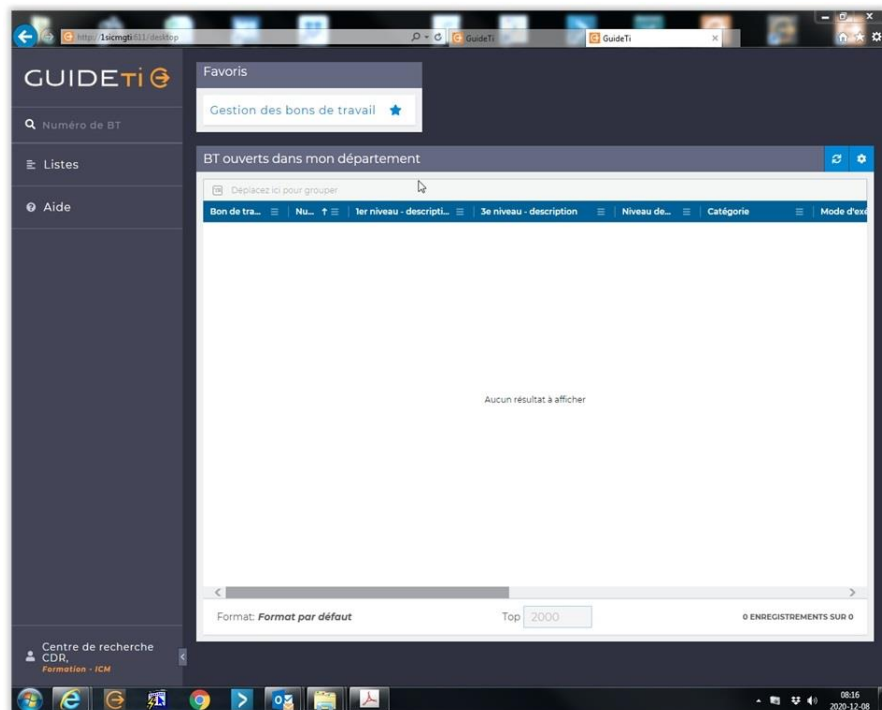 http://1sicmgti:611/desktop
GuideTi
GuideTi
GUIDETi
Favoris
Gestion des bons de travail
Numéro de BT
Listes
Aide
BT ouverts dans mon département
Déplacez ici pour grouper
Bon de tra... Nu... 1er niveau - descripti... 3e niveau - description Niveau de... Catégorie Mode d'exé
Aucun résultat à afficher
Format: Format par défaut Top 2000 0 ENREGISTREMENTS SUR 0
Centre de recherche
CDR,
Formation - ICM
08:16
2020-12-08